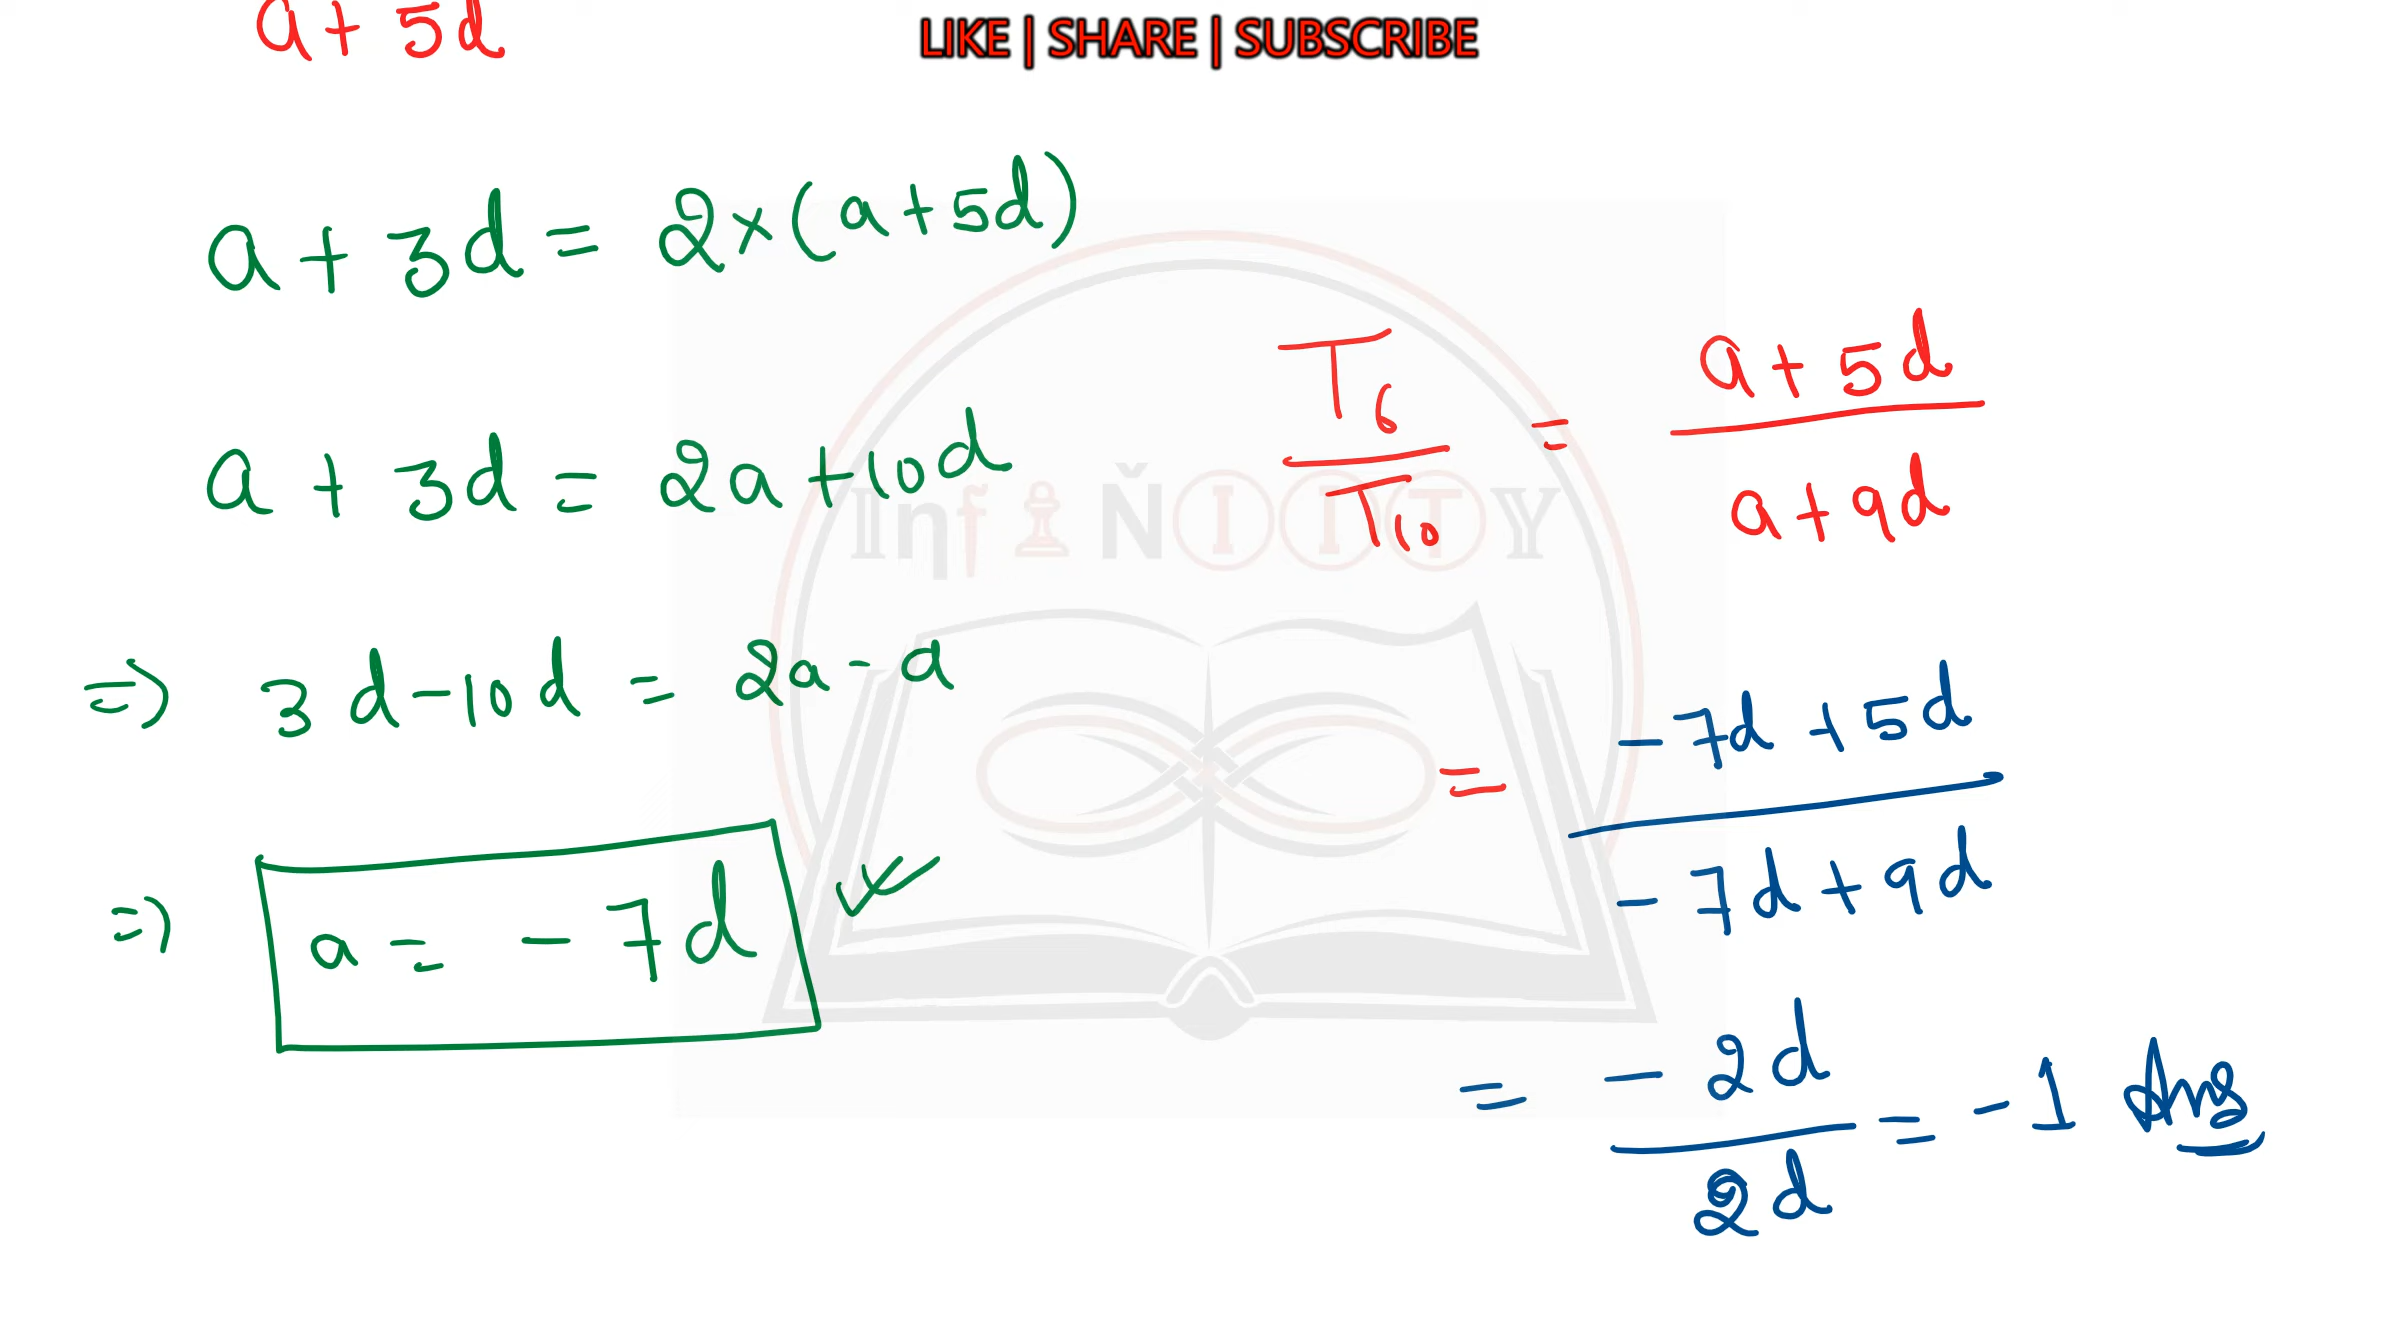 a + 5d
LIKE | SHARE | SUBSCRIBE
a + 3d = 2 × (a + 5d)
a + 3d = 2a + 10d
⇒ 3d - 10d = 2a - a
⇒ a = - 7d
T6 / T10 = a + 5d / a + 9d
= - 7d + 5d / - 7d + 9d
= - 2d / 2d = - 1 Ans
InfINIITY